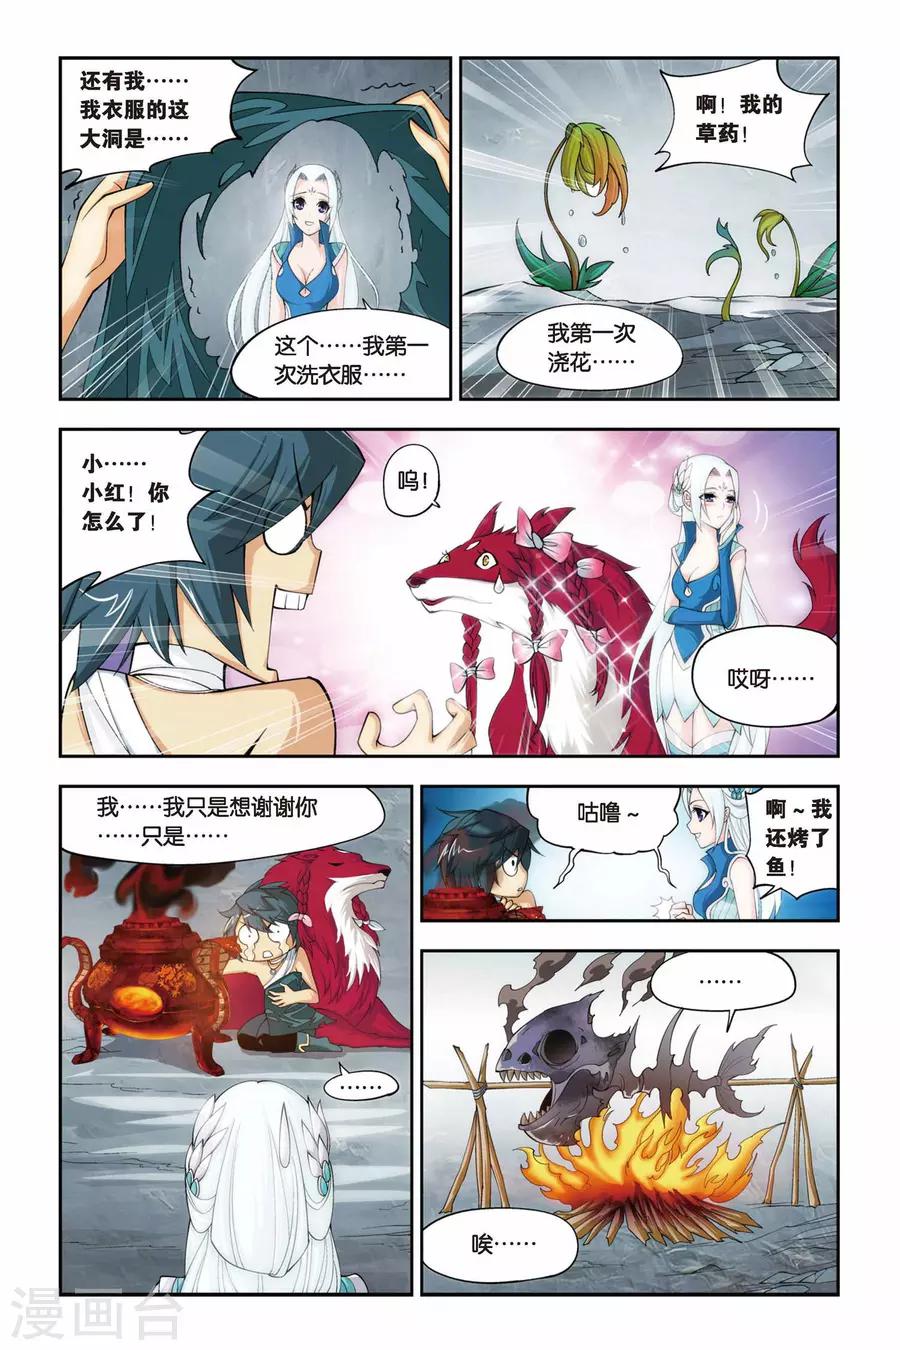 还有我……
我衣服的这
大洞是……
这个……我第一
次洗衣服……
啊！我的
草药！
我第一次
浇花……
小……
小红！你
怎么了！
呜！
哎呀……
我……我只是想谢谢你
……只是……
……
咕噜～
啊～我
还烤了
鱼！
……
唉……
漫画台